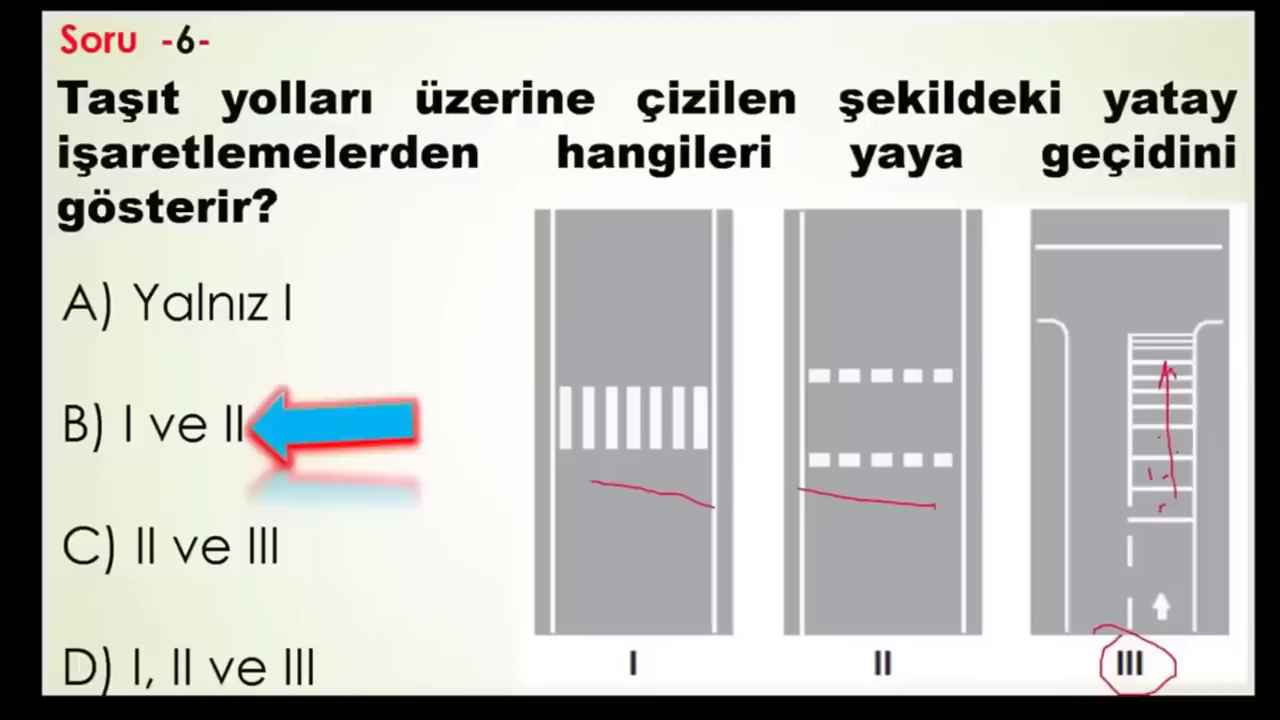 Soru -6-
Taşıt yolları üzerine çizilen şekildeki yatay
işaretlemelerden hangileri yaya geçidini
gösterir?
A) Yalnız I
B) I ve II
C) II ve III
D) I, II ve III
I II III